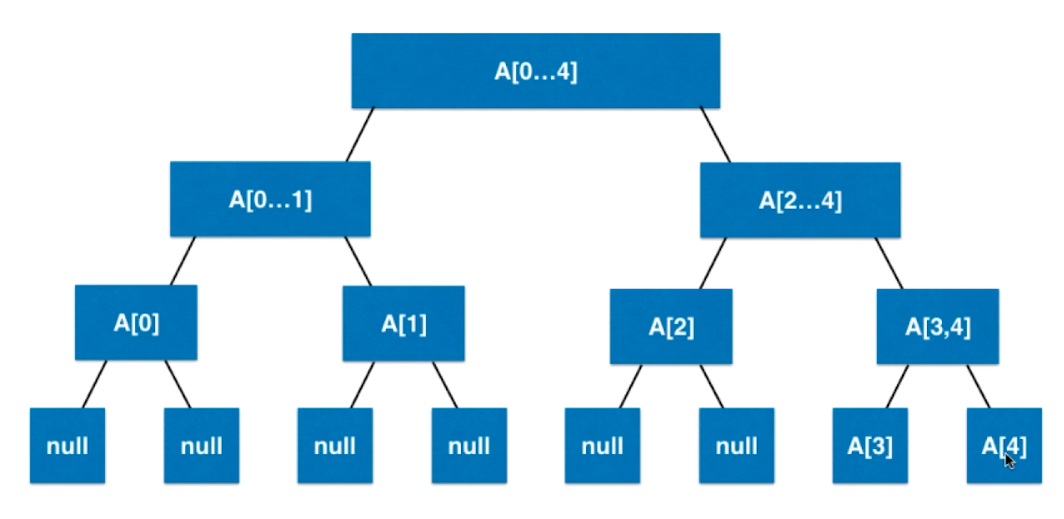 A[0…4]
A[0…1]
A[2…4]
A[0]
A[1]
A[2]
A[3,4]
null
null
null
null
null
null
A[3]
A[4]